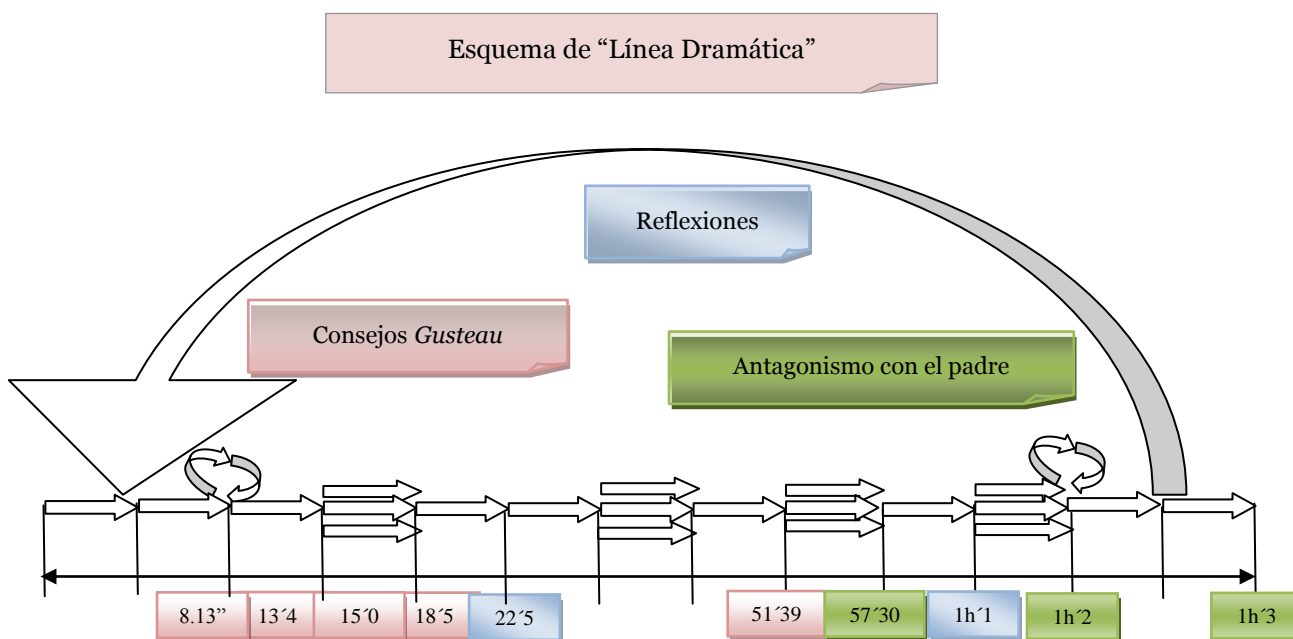 Esquema de “Línea Dramática”
Reflexiones
Consejos Gusteau
Antagonismo con el padre
8.13” 13´4 15´0 18´5 22´5 51´39 57´30 1h´1 1h´2 1h´3